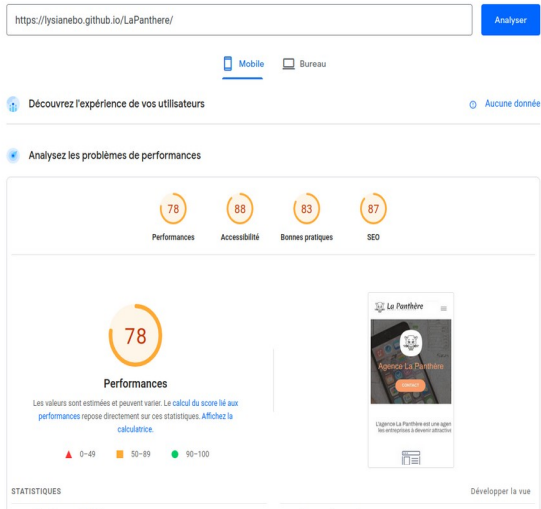 https://lysianebo.github.io/LaPanthere/
Analyser
Mobile
Bureau
Découvrez l'expérience de vos utilisateurs
Aucune donnée
Analysez les problèmes de performances
78
88
83
87
Performances
Accessibilité
Bonnes pratiques
SEO
78
Performances
Les valeurs sont estimées et peuvent varier. Le calcul du score lié aux
performances repose directement sur ces statistiques. Affichez la
calculatrice.
0–49
50–89
90–100
La Panthère
Agence La Panthère
CONTACT
L'agence La Panthère est une agen
les entreprises à devenir attractive
STATISTIQUES
Développer la vue